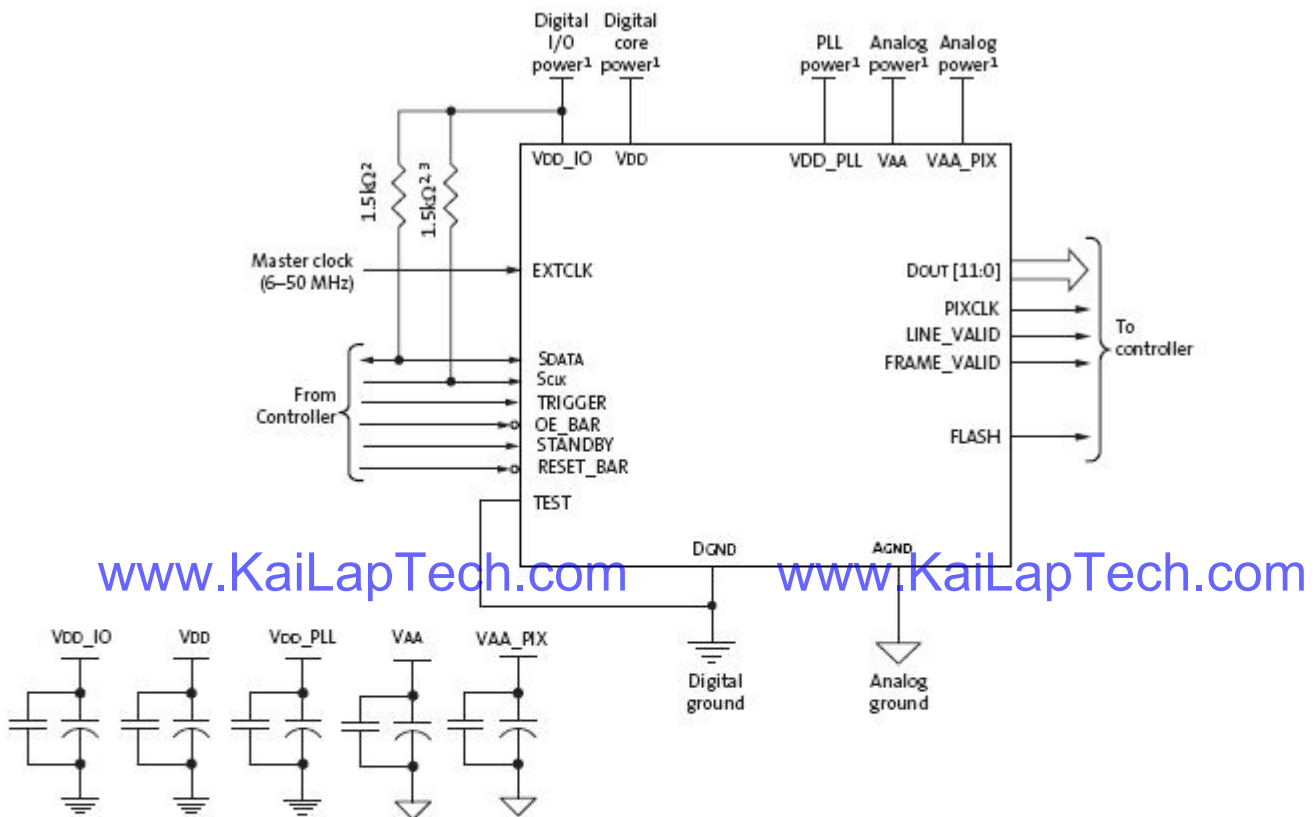 Digital
I/O
power¹
Digital
core
power¹
PLL
power¹
Analog
power¹
Analog
power¹
VDD_IO
VDD
VDD_PLL
VAA
VAA_PIX
1.5kΩ²
1.5kΩ²,³
Master clock
(6–50 MHz)
EXTCLK
DOUT [11:0]
PIXCLK
LINE_VALID
FRAME_VALID
To
controller
FLASH
From
Controller
SDATA
SCLK
TRIGGER
OE_BAR
STANDBY
RESET_BAR
TEST
DGND
AGND
www.KaiLapTech.com
www.KaiLapTech.com
Digital
ground
Analog
ground
VDD_IO
VDD
VDD_PLL
VAA
VAA_PIX